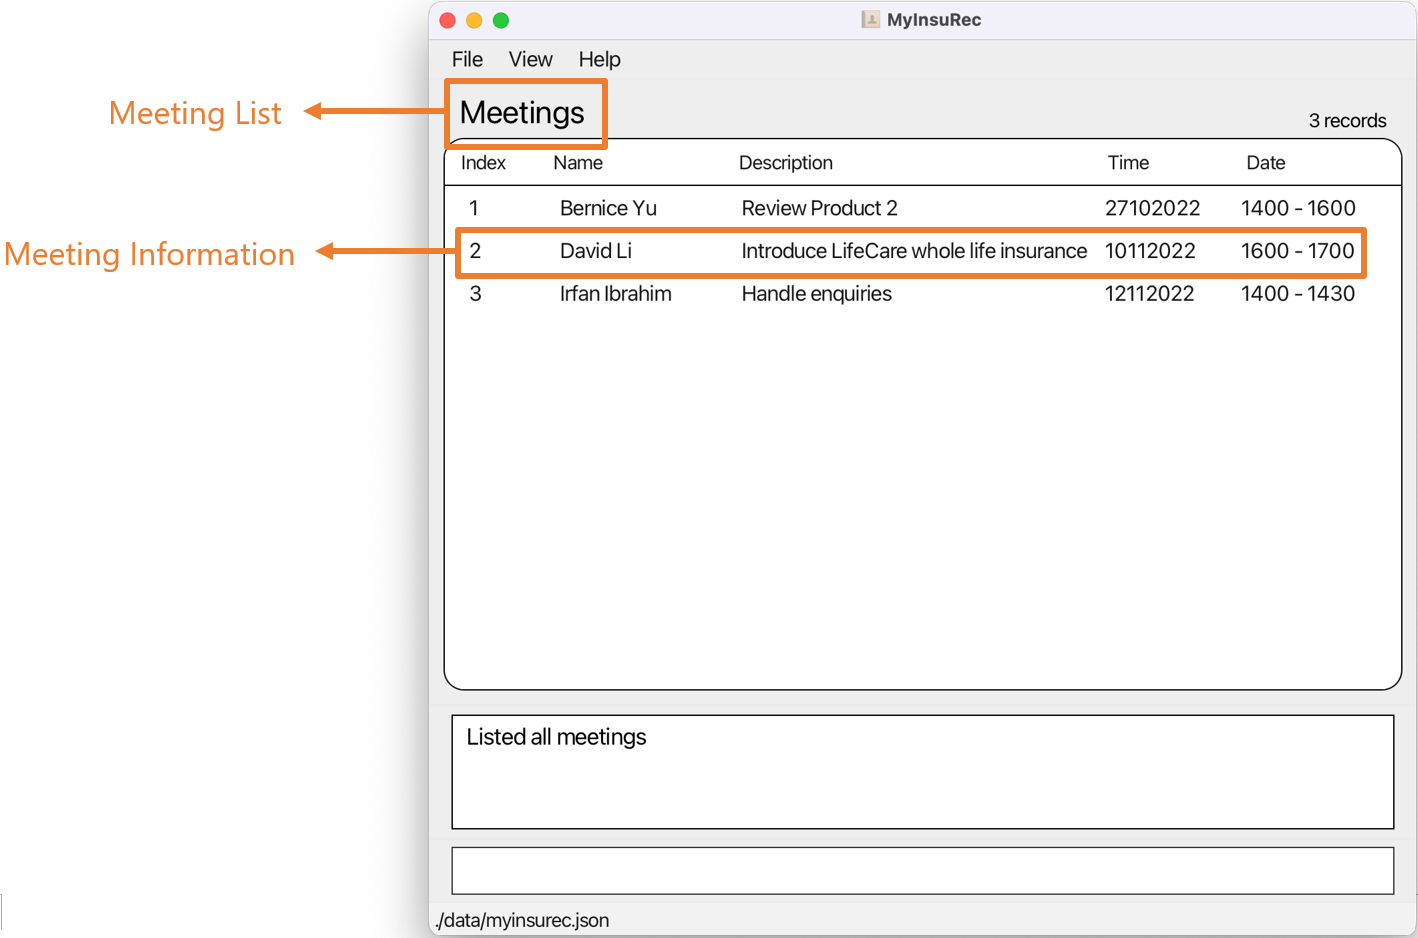 MyInsuRec
File View Help
Meeting List
Meetings
3 records
Index Name Description Time Date
1 Bernice Yu Review Product 2 27102022 1400 - 1600
Meeting Information
2 David Li Introduce LifeCare whole life insurance 10112022 1600 - 1700
3 Irfan Ibrahim Handle enquiries 12112022 1400 - 1430
Listed all meetings
./data/myinsurec.json